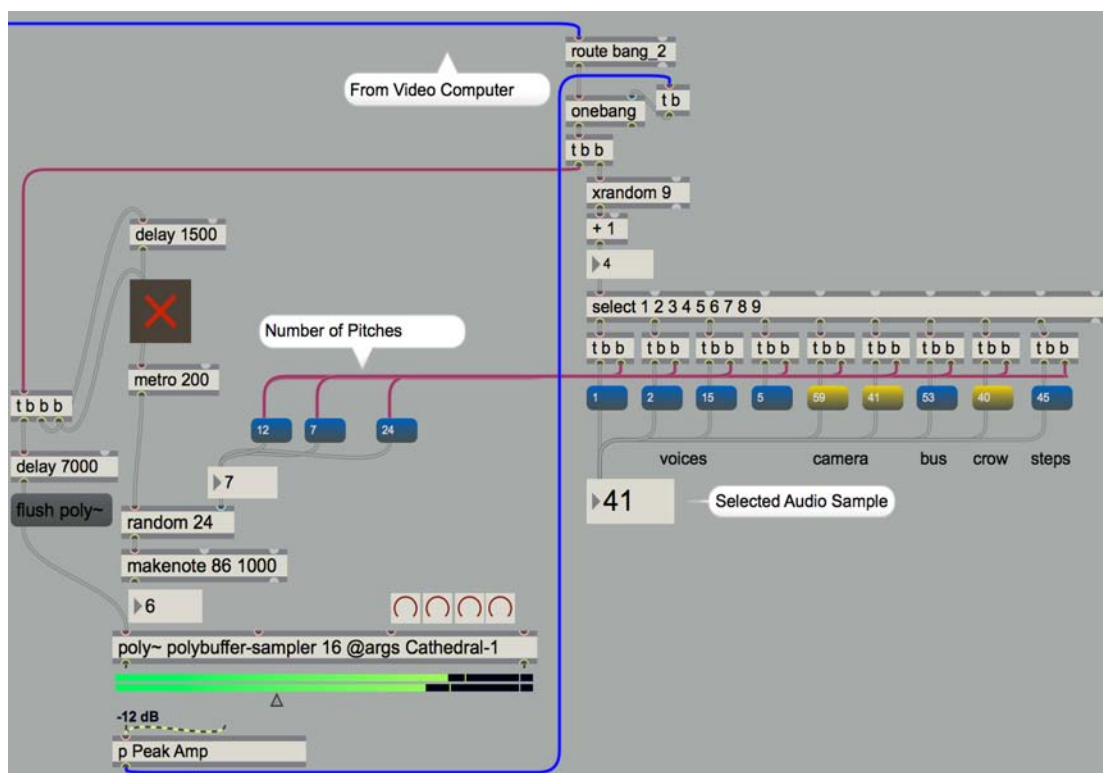 route bang_2
From Video Computer
t b
onebang
t b b
xrandom 9
+ 1
delay 1500
4
select 1 2 3 4 5 6 7 8 9
Number of Pitches
t b b
t b b
t b b
t b b
t b b
t b b
t b b
t b b
t b b
metro 200
t b b b
1
2
15
5
59
41
53
40
45
12
7
24
voices
camera
bus
crow
steps
delay 7000
7
41
Selected Audio Sample
flush poly~
random 24
makenote 86 1000
6
poly~ polybuffer-sampler 16 @args Cathedral-1
-12 dB
p Peak Amp